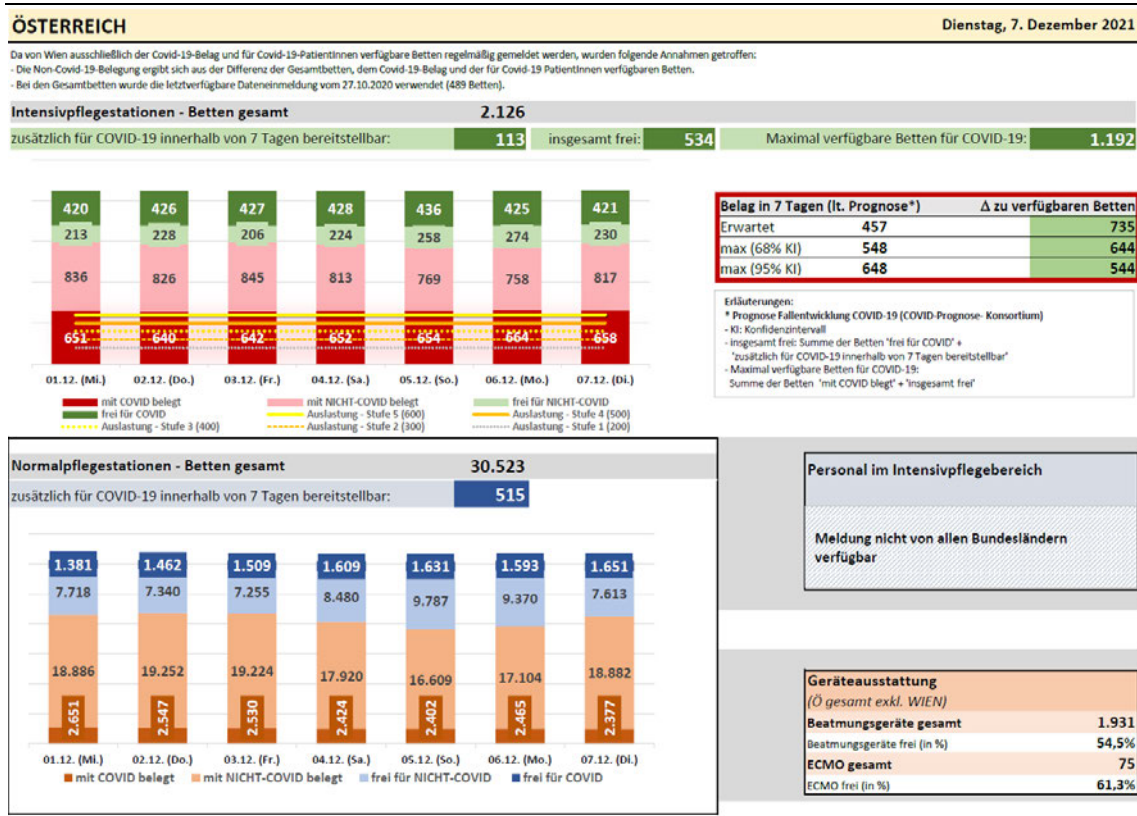 ÖSTERREICH
Dienstag, 7. Dezember 2021
Da von Wien ausschließlich der Covid-19-Belag und für Covid-19-PatientInnen verfügbare Betten regelmäßig gemeldet werden, wurden folgende Annahmen getroffen:
- Die Non-Covid-19-Belegung ergibt sich aus der Differenz der Gesamtbetten, dem Covid-19-Belag und der für Covid-19 PatientInnen verfügbaren Betten.
- Bei den Gesamtbetten wurde die letztverfügbare Dateneinmeldung vom 27.10.2020 verwendet (489 Betten).
Intensivpflegestationen - Betten gesamt 2.126
zusätzlich für COVID-19 innerhalb von 7 Tagen bereitstellbar: 113 insgesamt frei: 534 Maximal verfügbare Betten für COVID-19: 1.192
420 426 427 428 436 425 421
213 228 206 224 258 274 230
836 826 845 813 769 758 817
651 640 642 652 654 664 658
01.12. (Mi.) 02.12. (Do.) 03.12. (Fr.) 04.12. (Sa.) 05.12. (So.) 06.12. (Mo.) 07.12. (Di.)
mit COVID belegt mit NICHT-COVID belegt frei für NICHT-COVID
frei für COVID Auslastung - Stufe 5 (600) Auslastung - Stufe 4 (500)
Auslastung - Stufe 3 (400) Auslastung - Stufe 2 (300) Auslastung - Stufe 1 (200)
Belag in 7 Tagen (lt. Prognose*) Δ zu verfügbaren Betten
Erwartet 457 735
max (68% KI) 548 644
max (95% KI) 648 544
Erläuterungen:
* Prognose Fallentwicklung COVID-19 (COVID-Prognose- Konsortium)
- KI: Konfidenzintervall
- insgesamt frei: Summe der Betten 'frei für COVID' +
'zusätzlich für COVID-19 innerhalb von 7 Tagen bereitstellbar'
- Maximal verfügbare Betten für COVID-19:
Summe der Betten 'mit COVID blegt' + 'insgesamt frei'
Normalpflegestationen - Betten gesamt 30.523
zusätzlich für COVID-19 innerhalb von 7 Tagen bereitstellbar: 515
1.381 1.462 1.509 1.609 1.631 1.593 1.651
7.718 7.340 7.255 8.480 9.787 9.370 7.613
18.886 19.252 19.224 17.920 16.609 17.104 18.882
2.651 2.547 2.530 2.424 2.402 2.465 2.377
01.12. (Mi.) 02.12. (Do.) 03.12. (Fr.) 04.12. (Sa.) 05.12. (So.) 06.12. (Mo.) 07.12. (Di.)
mit COVID belegt mit NICHT-COVID belegt frei für NICHT-COVID frei für COVID
Personal im Intensivpflegebereich
Meldung nicht von allen Bundesländern
verfügbar
Geräteausstattung
(Ö gesamt exkl. WIEN)
Beatmungsgeräte gesamt 1.931
Beatmungsgeräte frei (in %) 54,5%
ECMO gesamt 75
ECMO frei (in %) 61,3%